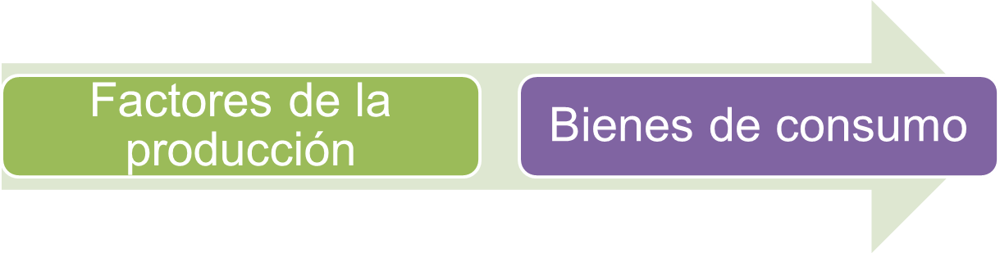 Factores de la
producción
Bienes de consumo